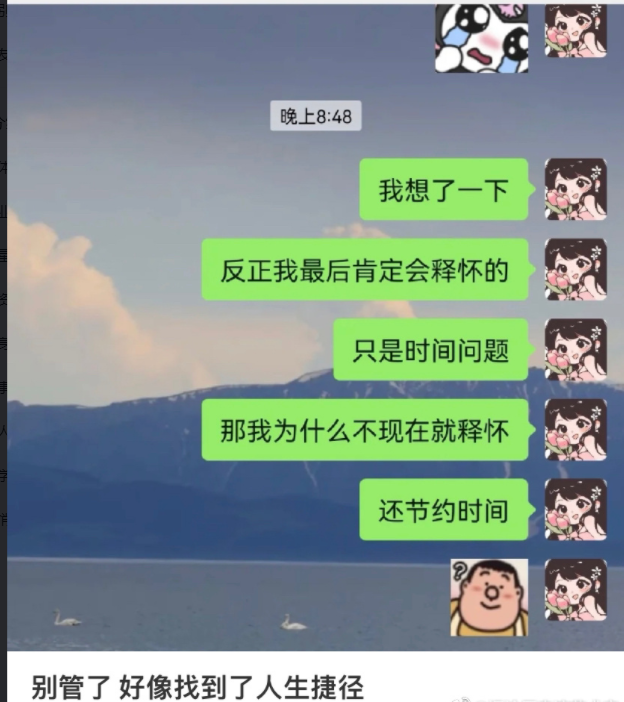 晚上8:48
我想了一下
反正我最后肯定会释怀的
只是时间问题
那我为什么不现在就释怀
还节约时间
?
别管了 好像找到了人生捷径